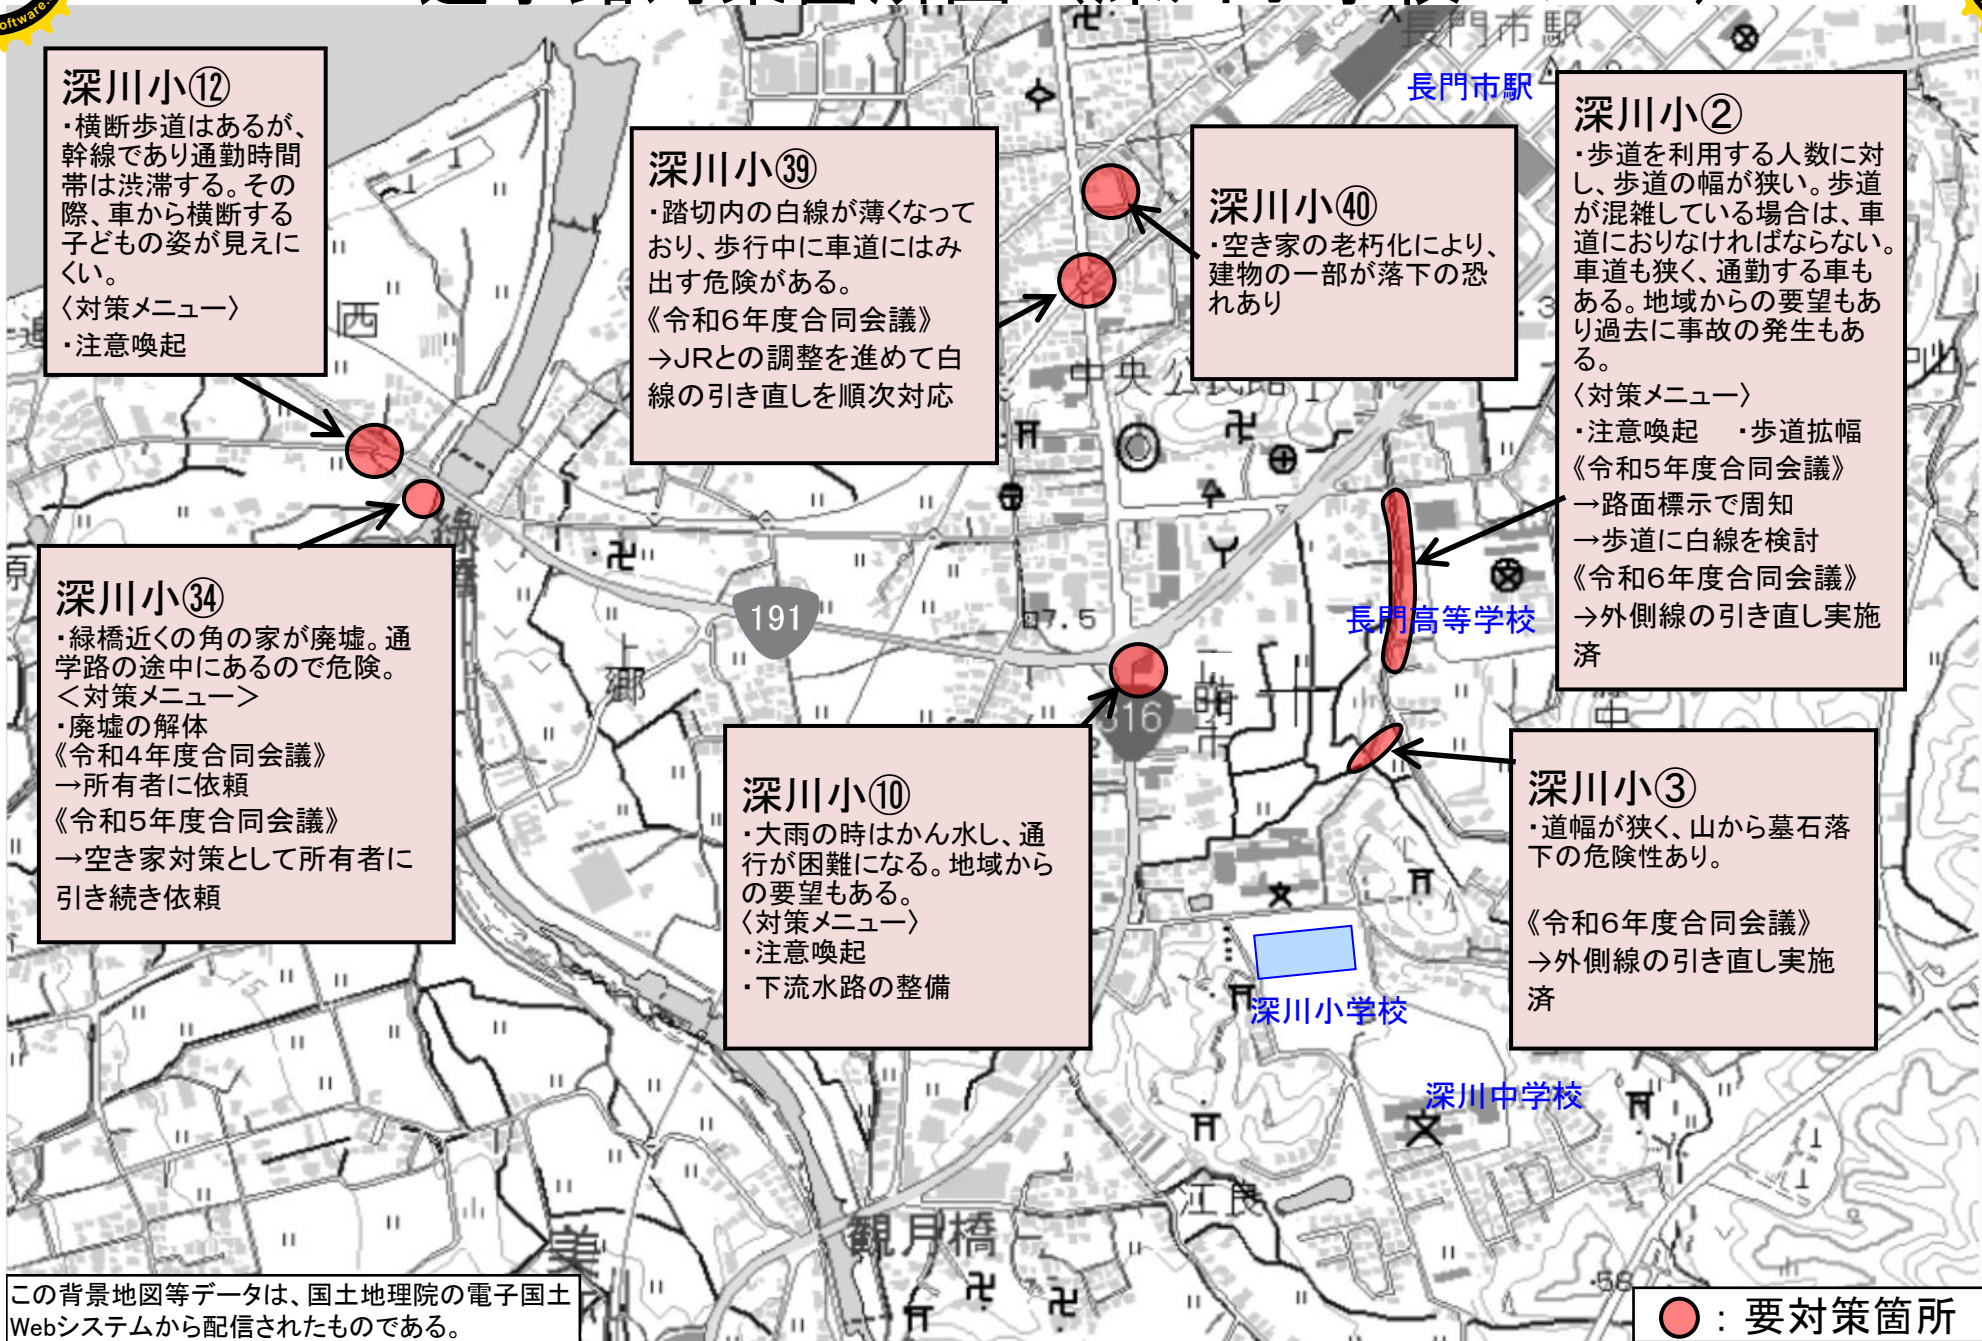 長門市駅
長門市駅
深川小⑫
・横断歩道はあるが、
幹線であり通勤時間
帯は渋滞する。その
際、車から横断する
子どもの姿が見えに
くい。
〈対策メニュー〉
・注意喚起
深川小㊴
・踏切内の白線が薄くなって
おり、歩行中に車道にはみ
出す危険がある。
《令和6年度合同会議》
→JRとの調整を進めて白
線の引き直しを順次対応
深川小㊵
・空き家の老朽化により、
建物の一部が落下の恐
れあり
深川小②
・歩道を利用する人数に対
し、歩道の幅が狭い。歩道
が混雑している場合は、車
道におりなければならない。
車道も狭く、通勤する車も
ある。地域からの要望もあ
り過去に事故の発生もあ
る。
〈対策メニュー〉
・注意喚起　・歩道拡幅
《令和5年度合同会議》
→路面標示で周知
→歩道に白線を検討
《令和6年度合同会議》
→外側線の引き直し実施
済
西
深川小㉞
・緑橋近くの角の家が廃墟。通
学路の途中にあるので危険。
＜対策メニュー＞
・廃墟の解体
《令和4年度合同会議》
→所有者に依頼
《令和5年度合同会議》
→空き家対策として所有者に
引き続き依頼
191
上郷
7.5
長門高等学校
316
深川小⑩
・大雨の時はかん水し、通
行が困難になる。地域から
の要望もある。
〈対策メニュー〉
・注意喚起
・下流水路の整備
深川小③
・道幅が狭く、山から墓石落
下の危険性あり。
《令和6年度合同会議》
→外側線の引き直し実施
済
深川小学校
深川中学校
江良
観月橋
この背景地図等データは、国土地理院の電子国土
Webシステムから配信されたものである。
：要対策箇所